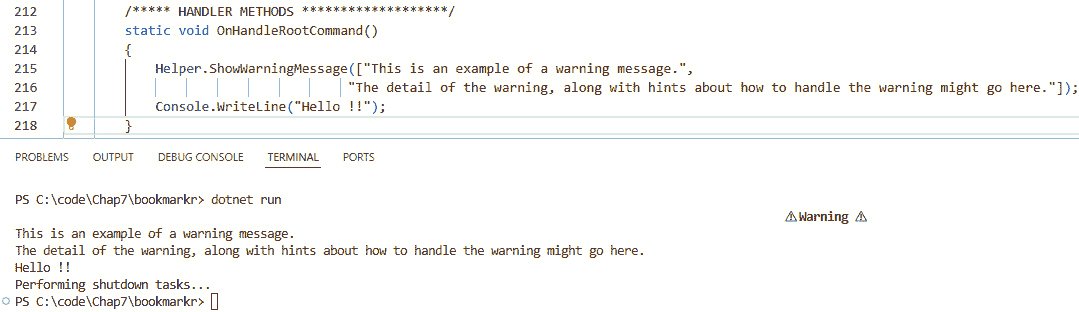 212 /***** HANDLER METHODS *******************/
213 static void OnHandleRootCommand()
214 {
215 Helper.ShowWarningMessage(["This is an example of a warning message.",
216 "The detail of the warning, along with hints about how to handle the warning might go here."]);
217 Console.WriteLine("Hello !!");
218 }
PROBLEMS OUTPUT DEBUG CONSOLE TERMINAL PORTS
PS C:\code\Chap7\bookmarkr> dotnet run
⚠Warning ⚠
This is an example of a warning message.
The detail of the warning, along with hints about how to handle the warning might go here.
Hello !!
Performing shutdown tasks...
PS C:\code\Chap7\bookmarkr>